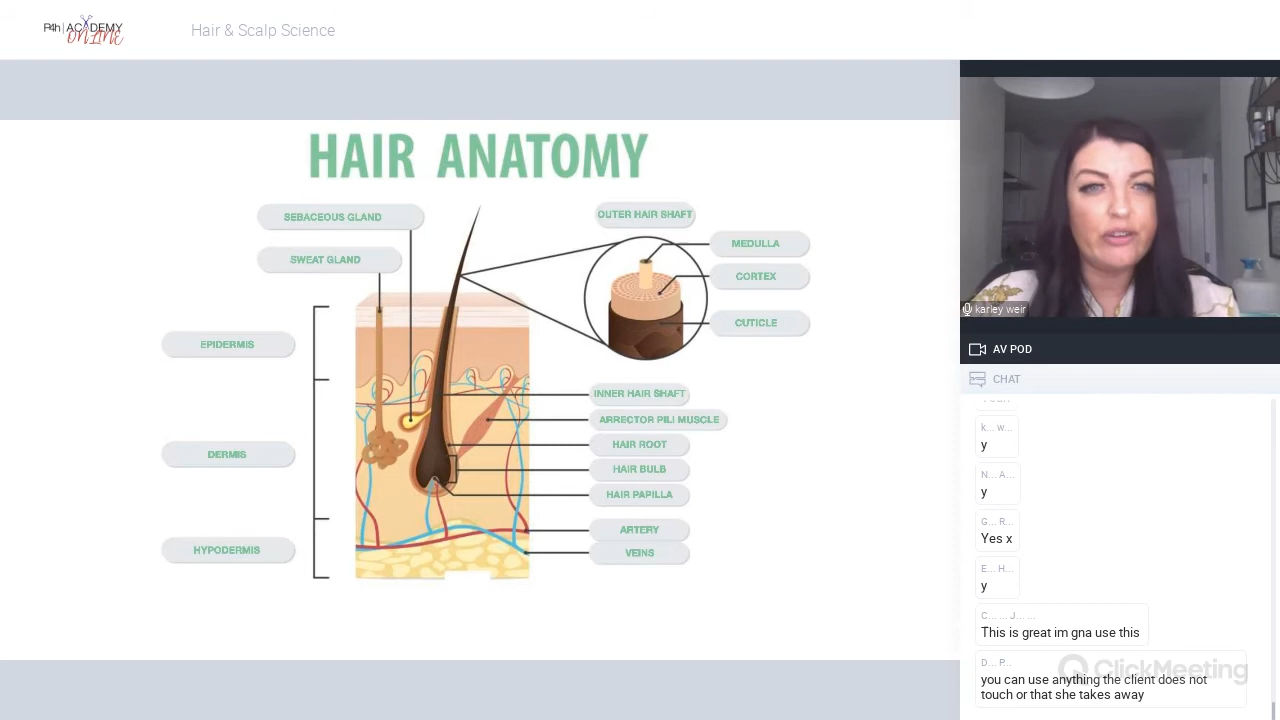 P4h ACADEMY
ONLINE
Hair & Scalp Science
HAIR ANATOMY
SEBACEOUS GLAND
SWEAT GLAND
EPIDERMIS
DERMIS
HYPODERMIS
OUTER HAIR SHAFT
MEDULLA
CORTEX
CUTICLE
INNER HAIR SHAFT
ARRECTOR PILI MUSCLE
HAIR ROOT
HAIR BULB
HAIR PAPILLA
ARTERY
VEINS
karley weir
AV POD
CHAT
k... w...
y
N... A...
y
G... R...
Yes x
E... H...
y
C... ... J... ...
This is great im gna use this
D... P...
you can use anything the client does not
touch or that she takes away
ClickMeeting